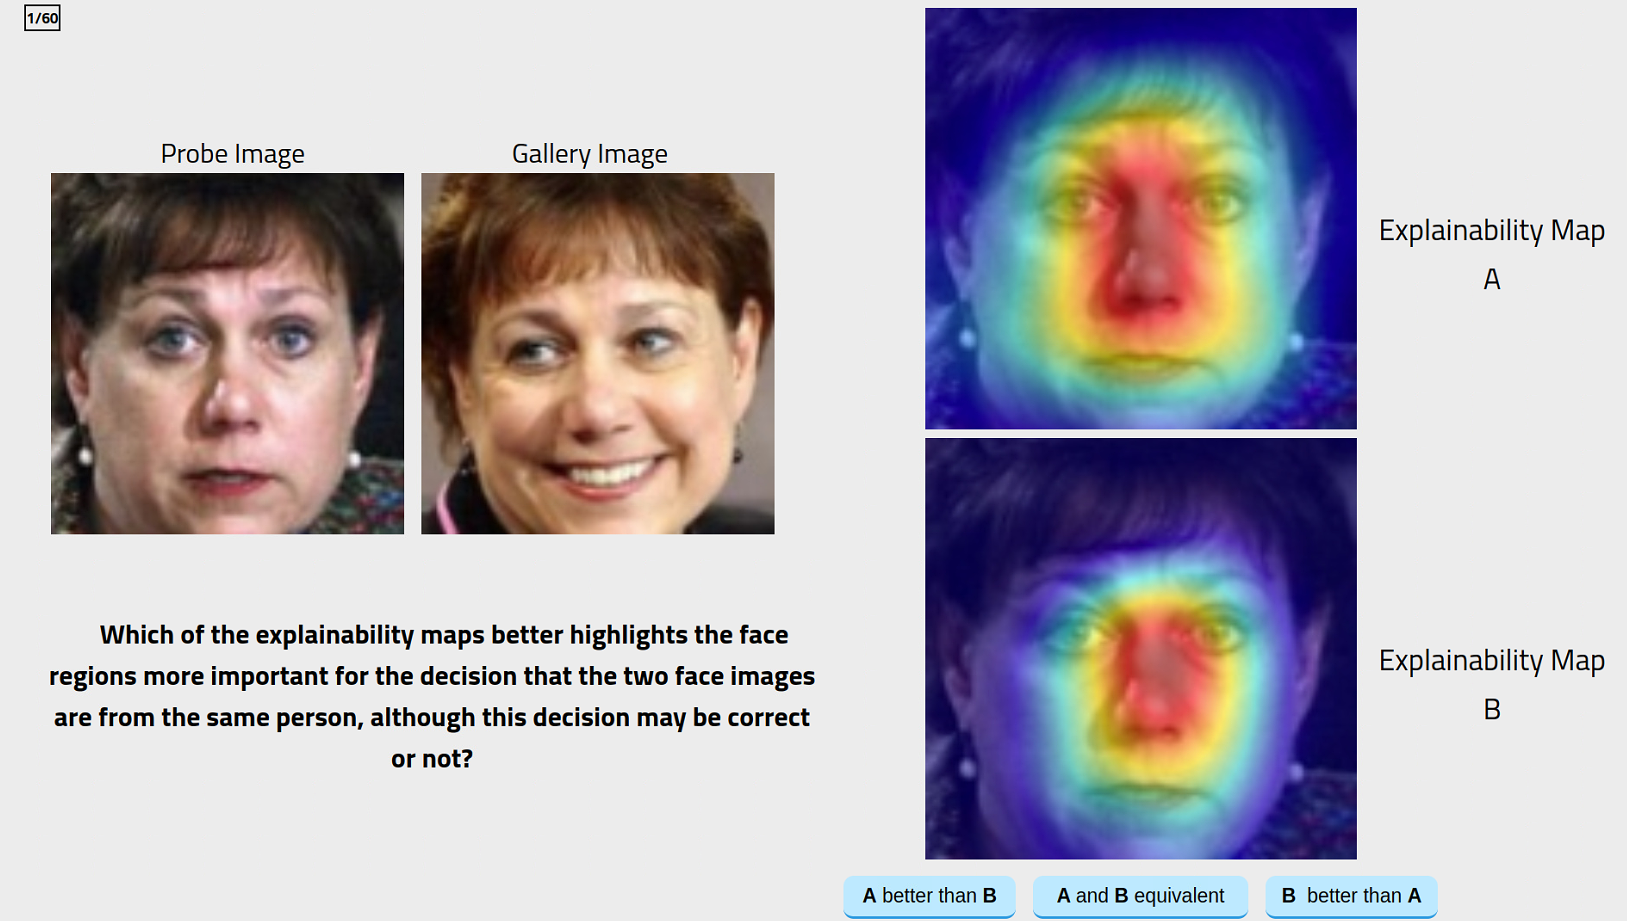 1/60
Probe Image
Gallery Image
Explainability Map
A
Which of the explainability maps better highlights the face
regions more important for the decision that the two face images
are from the same person, although this decision may be correct
or not?
Explainability Map
B
A better than B
A and B equivalent
B better than A